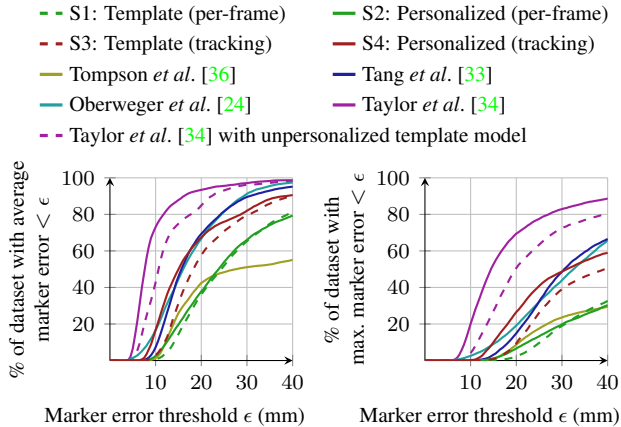 S1: Template (per-frame) S2: Personalized (per-frame)
S3: Template (tracking) S4: Personalized (tracking)
Tompson et al. [36] Tang et al. [33]
Oberweger et al. [24] Taylor et al. [34]
Taylor et al. [34] with unpersonalized template model
% of dataset with average
marker error < ϵ
100
80
60
40
20
10 20 30 40
Marker error threshold ϵ (mm)
% of dataset with
max. marker error < ϵ
100
80
60
40
20
10 20 30 40
Marker error threshold ϵ (mm)